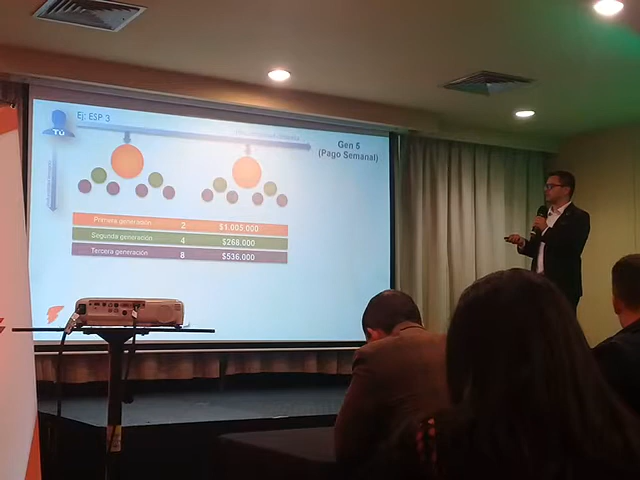 Ej: ESP 3
TÚ
Gen 5
(Pago Semanal)
Primera generación 2 $1.005.000
Segunda generación 4 $268.000
Tercera generación 8 $536.000